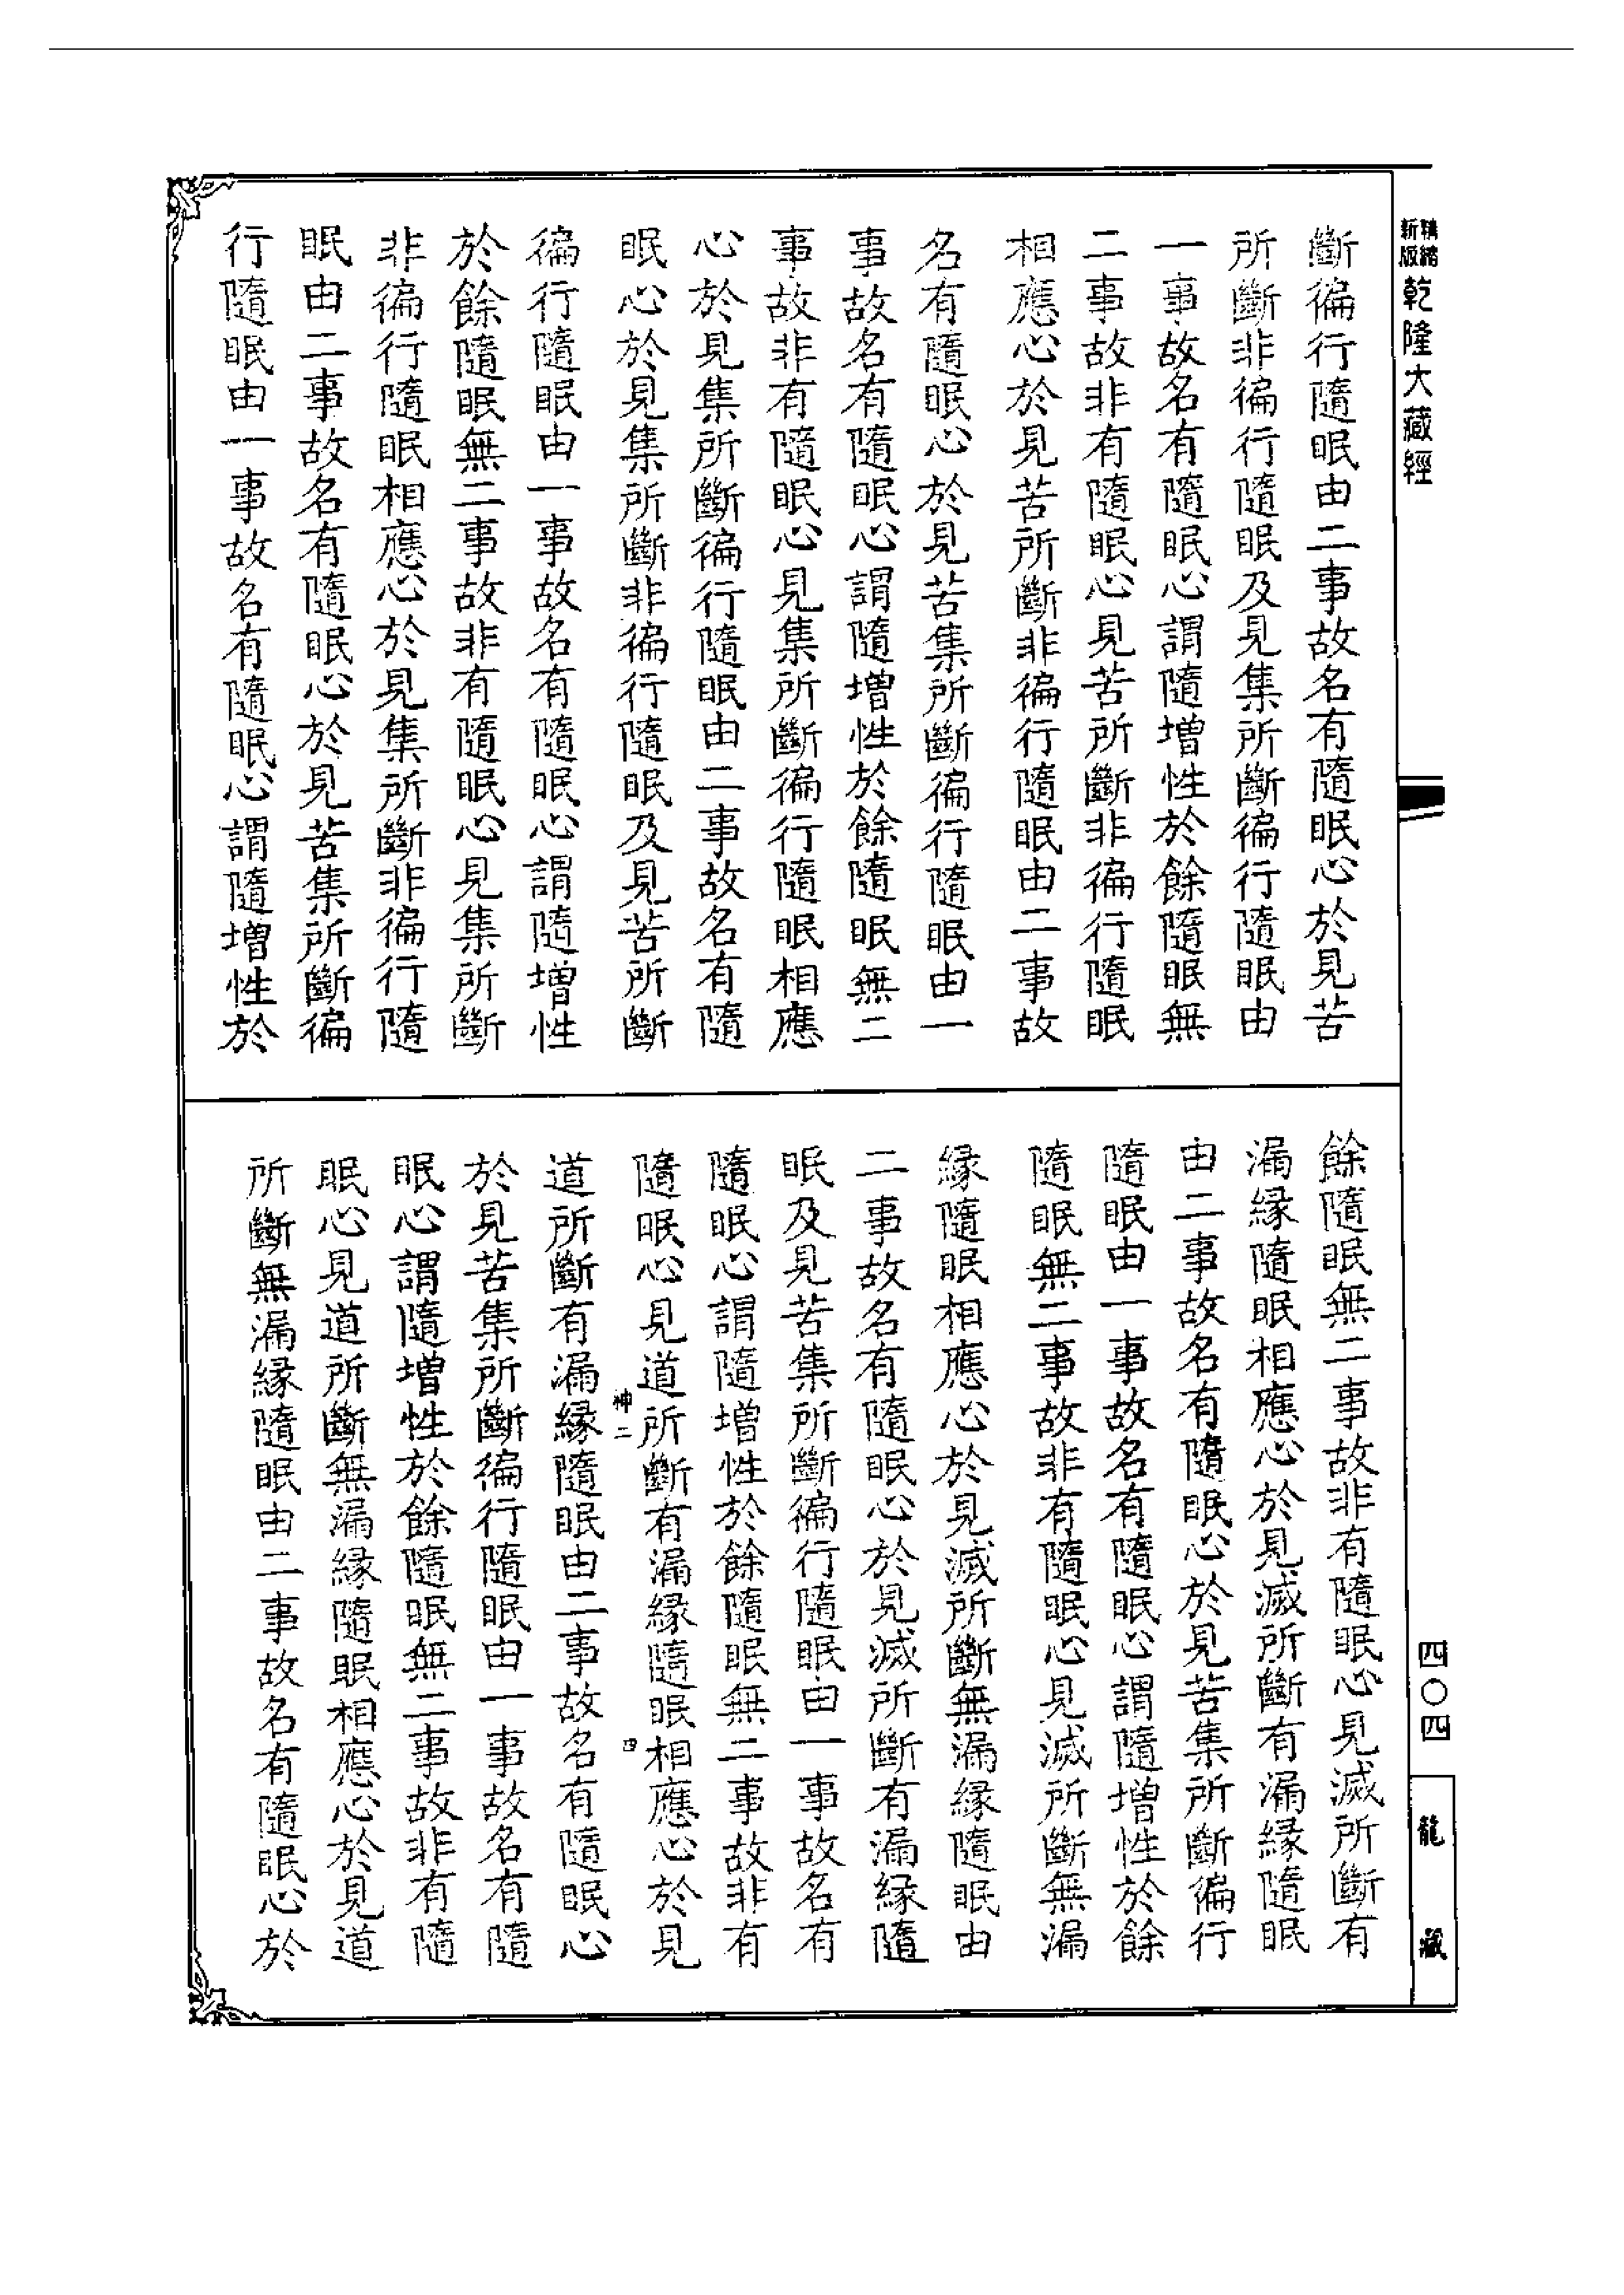 精縮新版乾隆大藏經
斷徧行隨眠由二事故名有隨眠心於見苦
所斷非徧行隨眠及見集所斷徧行隨眠由
一事故名有隨眠心謂隨增性於餘隨眠無
二事故非有隨眠心見苦所斷非徧行隨眠
相應心於見苦所斷非徧行隨眠由二事故
名有隨眠心於見苦集所斷徧行隨眠由一
事故名有隨眠心謂隨增性於餘隨眠無二
事故非有隨眠心見集所斷徧行隨眠相應
心於見集所斷徧行隨眠由二事故名有隨
眠心於見集所斷非徧行隨眠及見苦所斷
徧行隨眠由一事故名有隨眠心謂隨增性
於餘隨眠無二事故非有隨眠心見集所斷
非徧行隨眠相應心於見集所斷非徧行隨
眠由二事故名有隨眠心於見苦集所斷徧
行隨眠由一事故名有隨眠心謂隨增性於
餘隨眠無二事故非有隨眠心見滅所斷有
漏緣隨眠相應心於見滅所斷有漏緣隨眠
由二事故名有隨眠心於見苦集所斷徧行
隨眠由一事故名有隨眠心謂隨增性於餘
隨眠無二事故非有隨眠心見滅所斷無漏
緣隨眠相應心於見滅所斷無漏緣隨眠由
二事故名有隨眠心於見滅所斷有漏緣隨
眠及見苦集所斷徧行隨眠由一事故名有
隨眠心謂隨增性於餘隨眠無二事故非有
隨眠心見道所斷有漏緣隨眠相應心於見
神二 四
道所斷有漏緣隨眠由二事故名有隨眠心
於見苦集所斷徧行隨眠由一事故名有隨
眠心謂隨增性於餘隨眠無二事故非有隨
眠心見道所斷無漏緣隨眠相應心於見道
所斷無漏緣隨眠由二事故名有隨眠心於
四〇四
龍藏